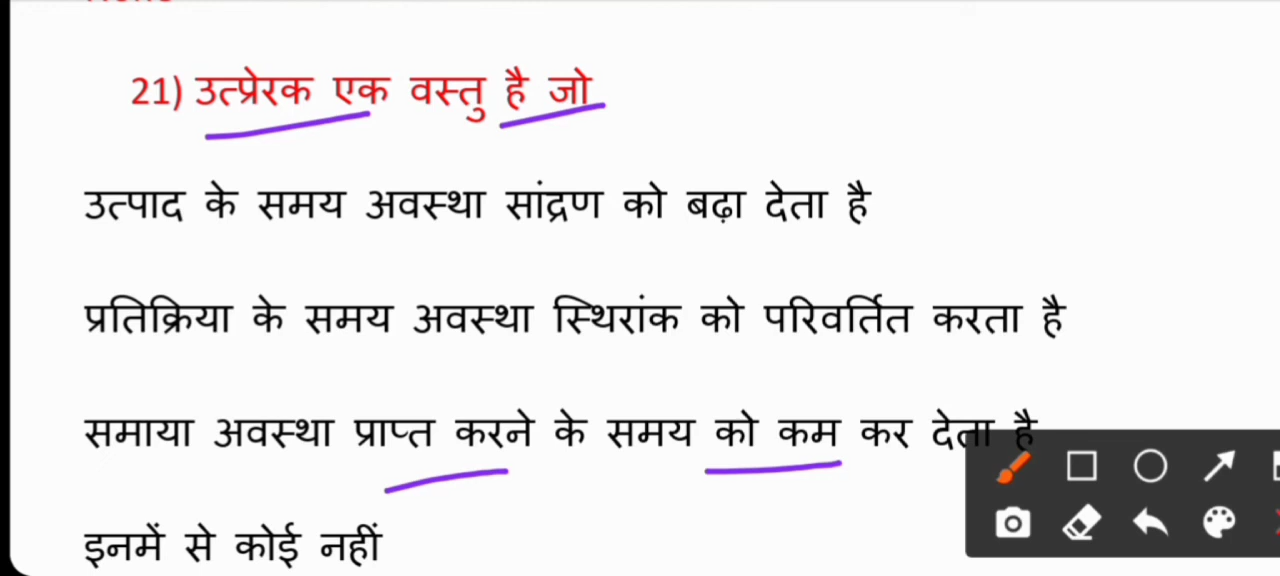 21) उत्प्रेरक एक वस्तु है जो
उत्पाद के समय अवस्था सांद्रण को बढ़ा देता है
प्रतिक्रिया के समय अवस्था स्थिरांक को परिवर्तित करता है
समाया अवस्था प्राप्त करने के समय को कम कर देता है
इनमें से कोई नहीं